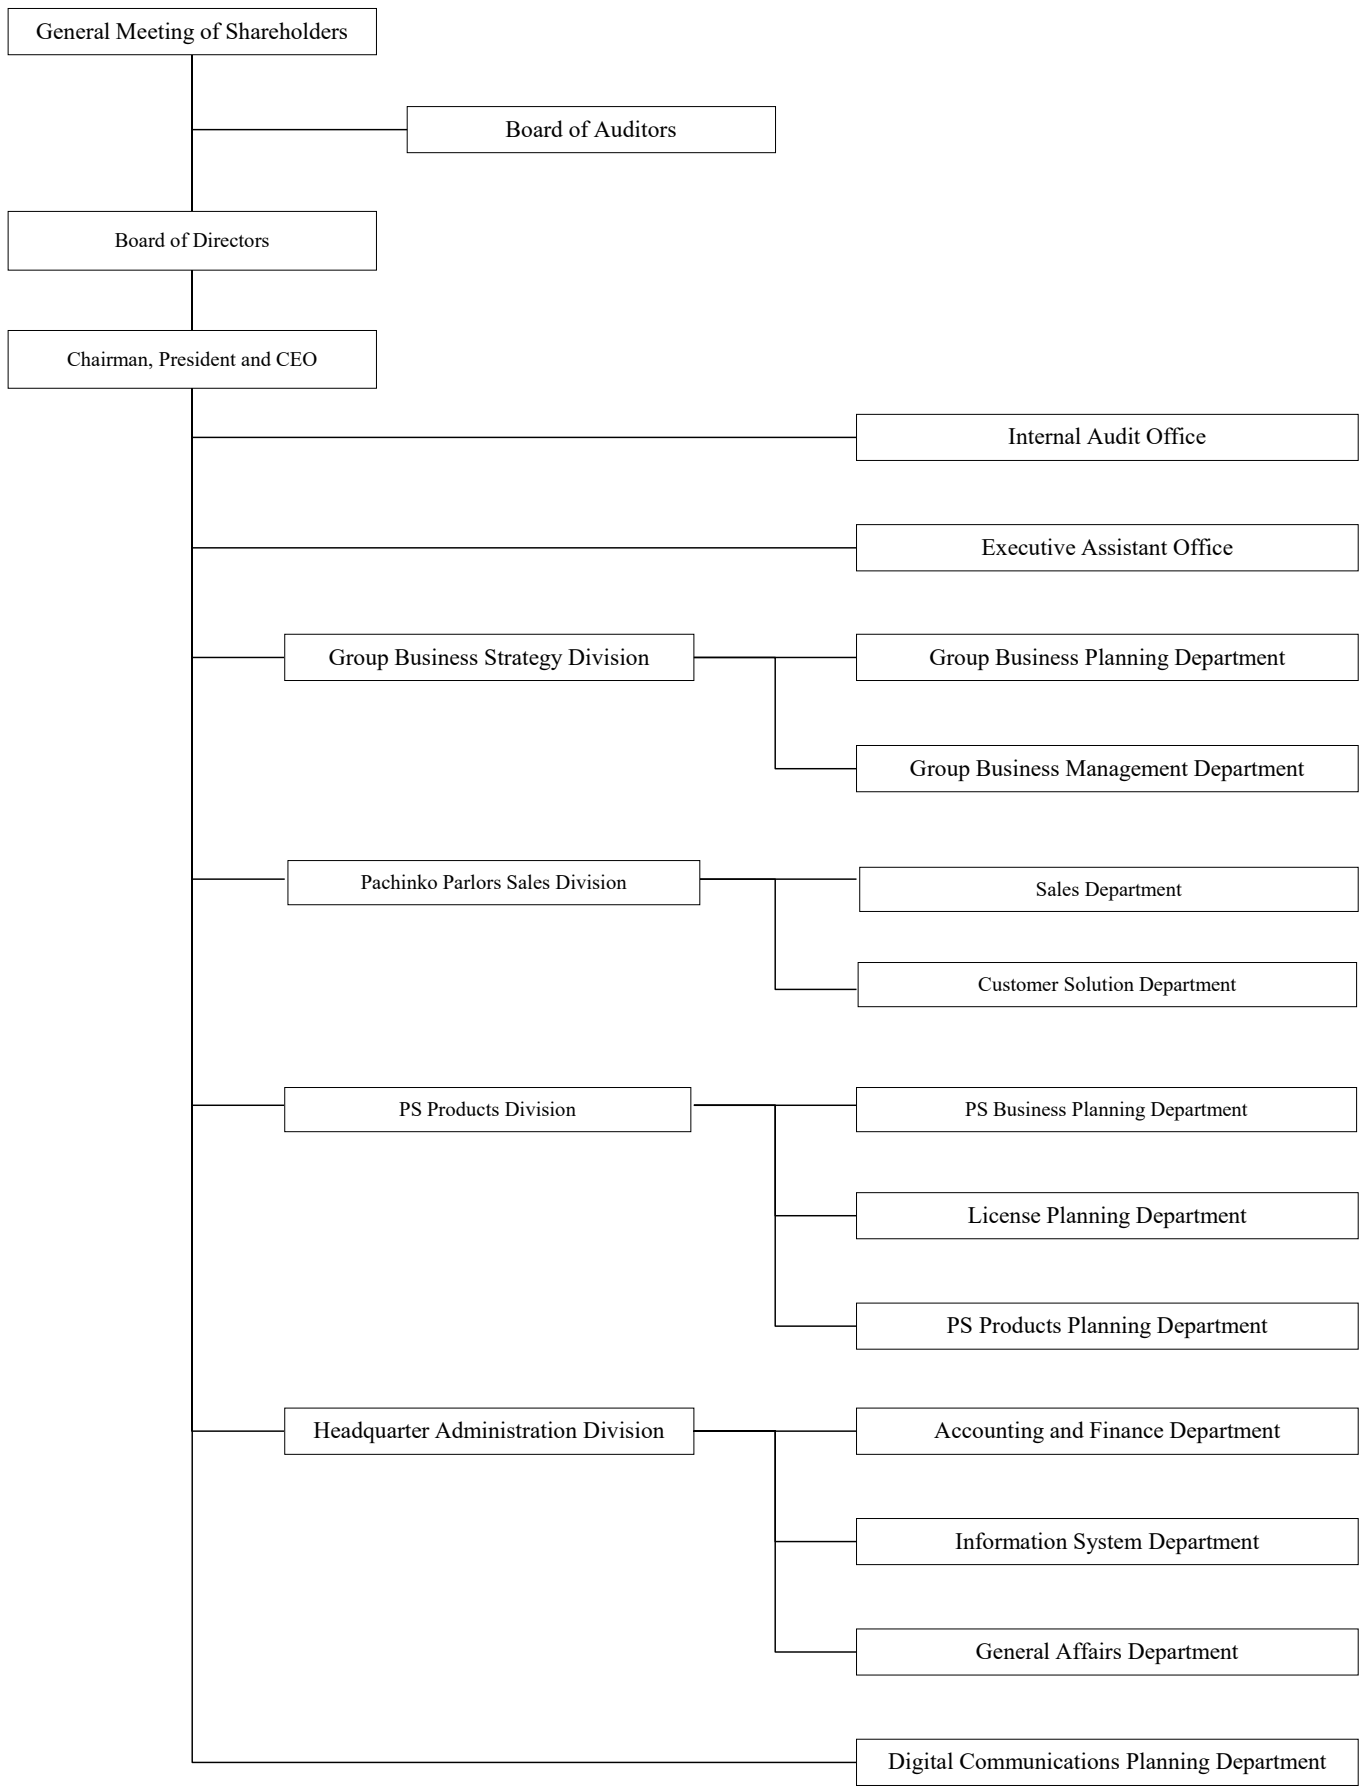 General Meeting of Shareholders
Board of Auditors
Board of Directors
Chairman, President and CEO
Internal Audit Office
Executive Assistant Office
Group Business Strategy Division
Group Business Planning Department
Group Business Management Department
Pachinko Parlors Sales Division
Sales Department
Customer Solution Department
PS Products Division
PS Business Planning Department
License Planning Department
PS Products Planning Department
Headquarter Administration Division
Accounting and Finance Department
Information System Department
General Affairs Department
Digital Communications Planning Department